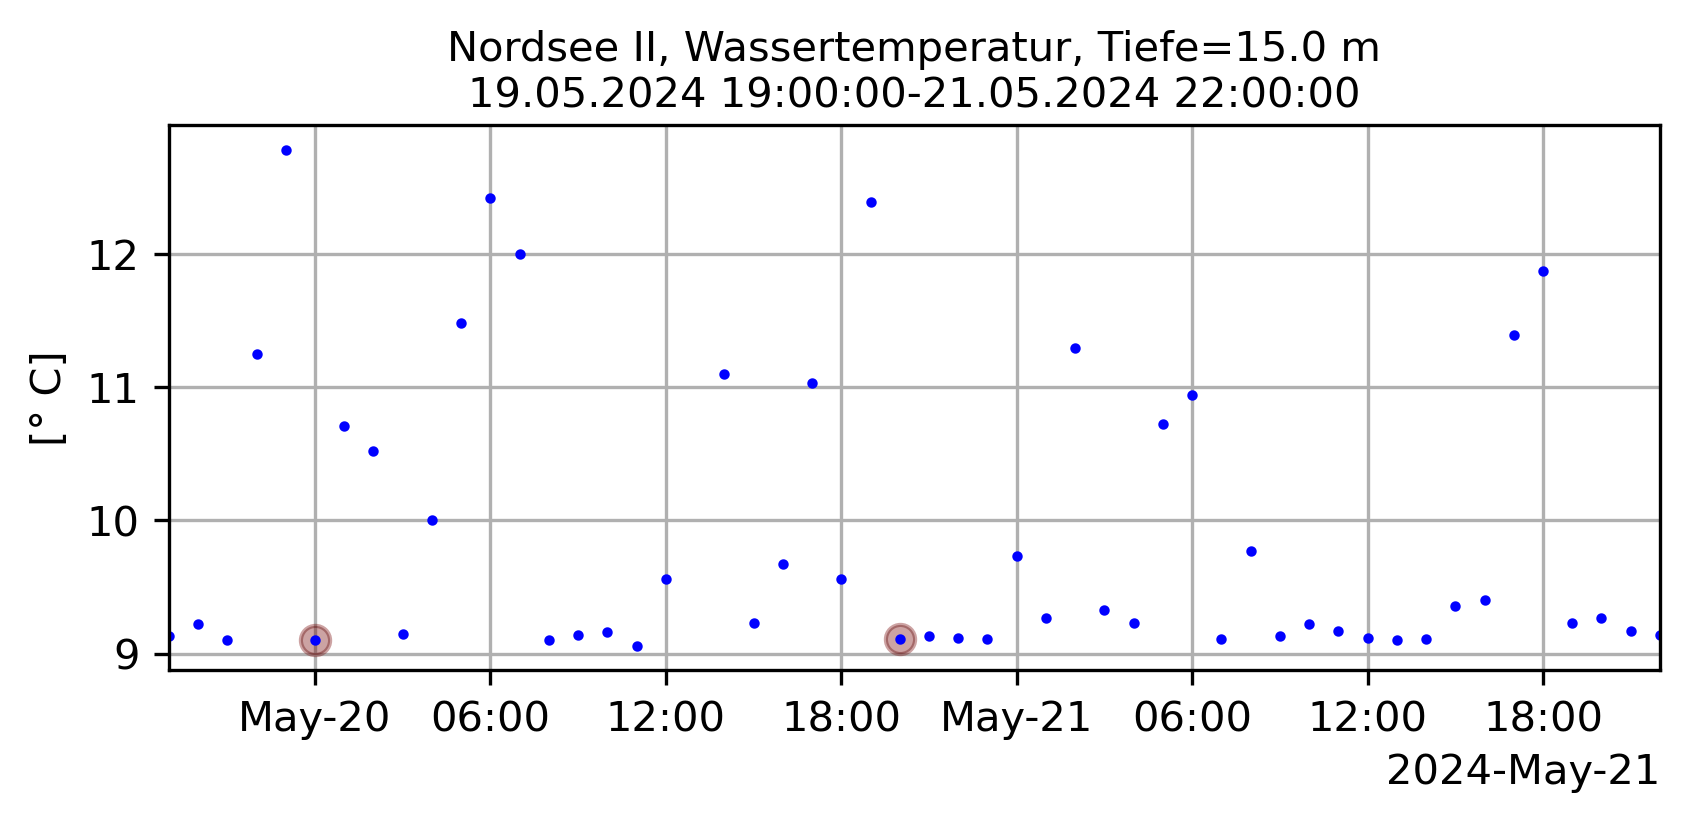 Nordsee II, Wassertemperatur, Tiefe=15.0 m
19.05.2024 19:00:00-21.05.2024 22:00:00
[° C]
12
11
10
9
May-20 06:00 12:00 18:00 May-21 06:00 12:00 18:00
2024-May-21